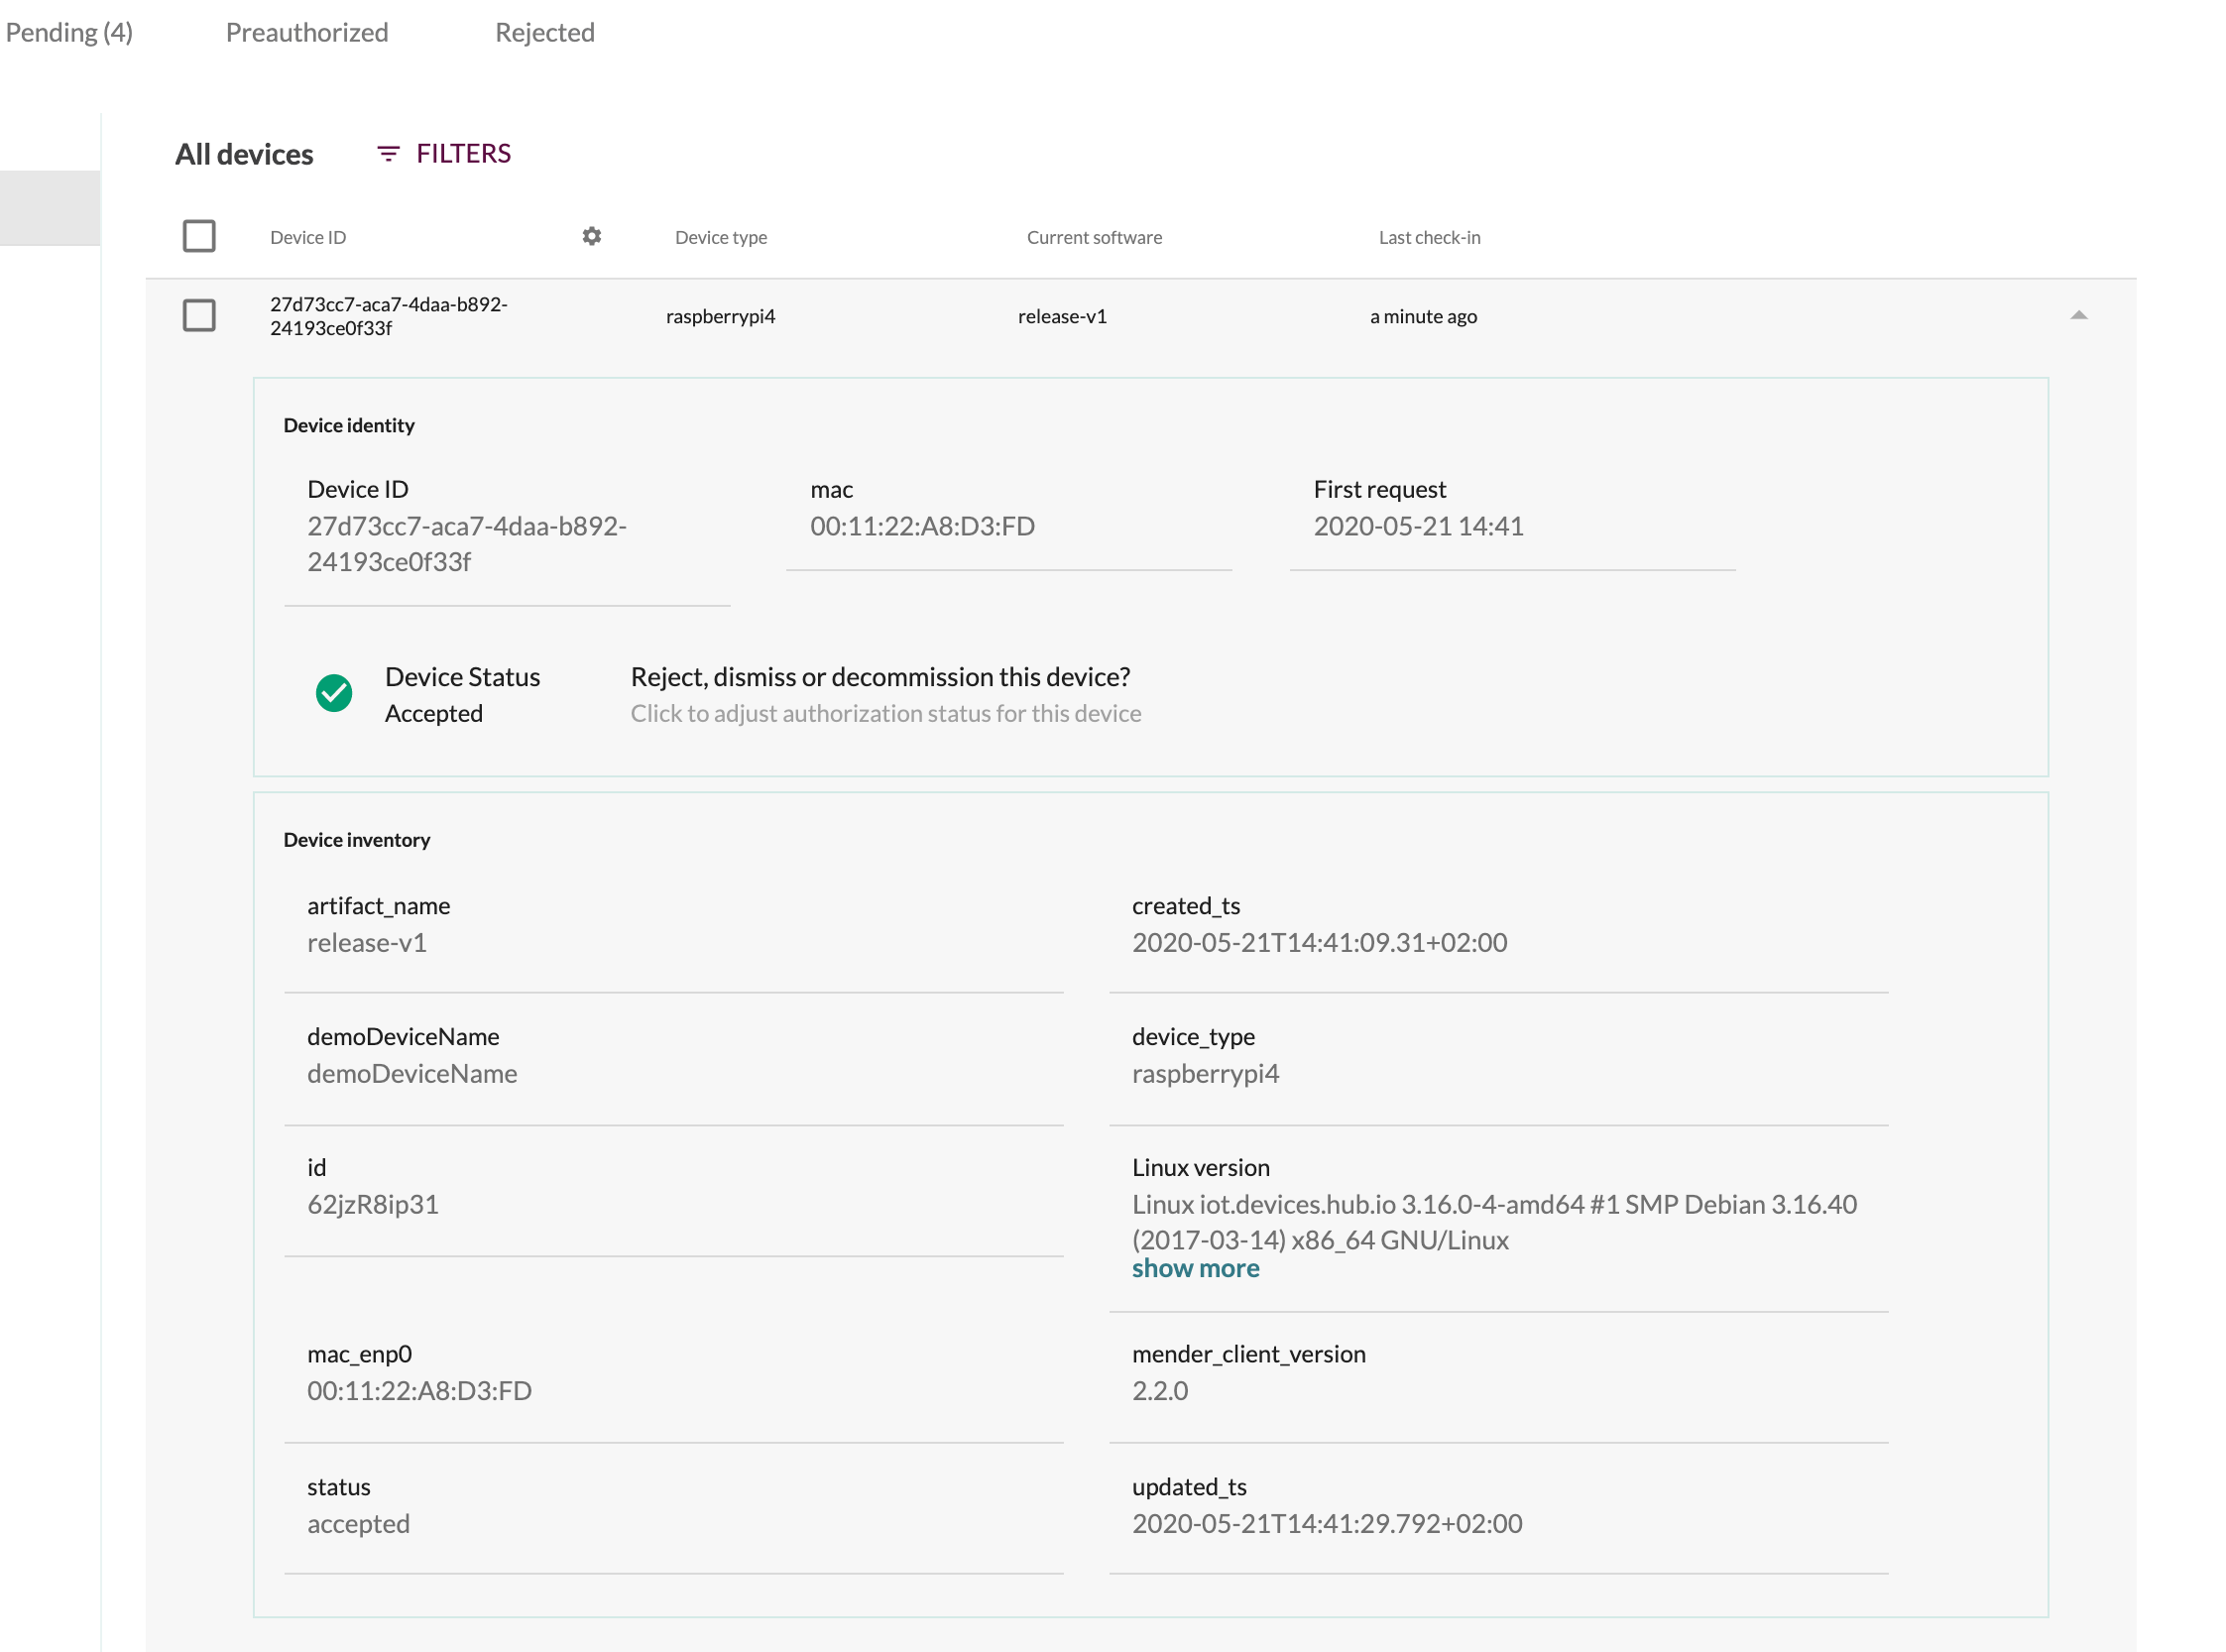 Pending (4) Preauthorized Rejected
All devices FILTERS
Device ID Device type Current software Last check-in
27d73cc7-aca7-4daa-b892-
24193ce0f33f
raspberrypi4 release-v1 a minute ago
Device identity
Device ID
27d73cc7-aca7-4daa-b892-
24193ce0f33f
mac
00:11:22:A8:D3:FD
First request
2020-05-21 14:41
Device Status
Accepted
Reject, dismiss or decommission this device?
Click to adjust authorization status for this device
Device inventory
artifact_name
release-v1
created_ts
2020-05-21T14:41:09.31+02:00
demoDeviceName
demoDeviceName
device_type
raspberrypi4
id
62jzR8ip31
Linux version
Linux iot.devices.hub.io 3.16.0-4-amd64 #1 SMP Debian 3.16.40
(2017-03-14) x86_64 GNU/Linux
show more
mac_enp0
00:11:22:A8:D3:FD
mender_client_version
2.2.0
status
accepted
updated_ts
2020-05-21T14:41:29.792+02:00